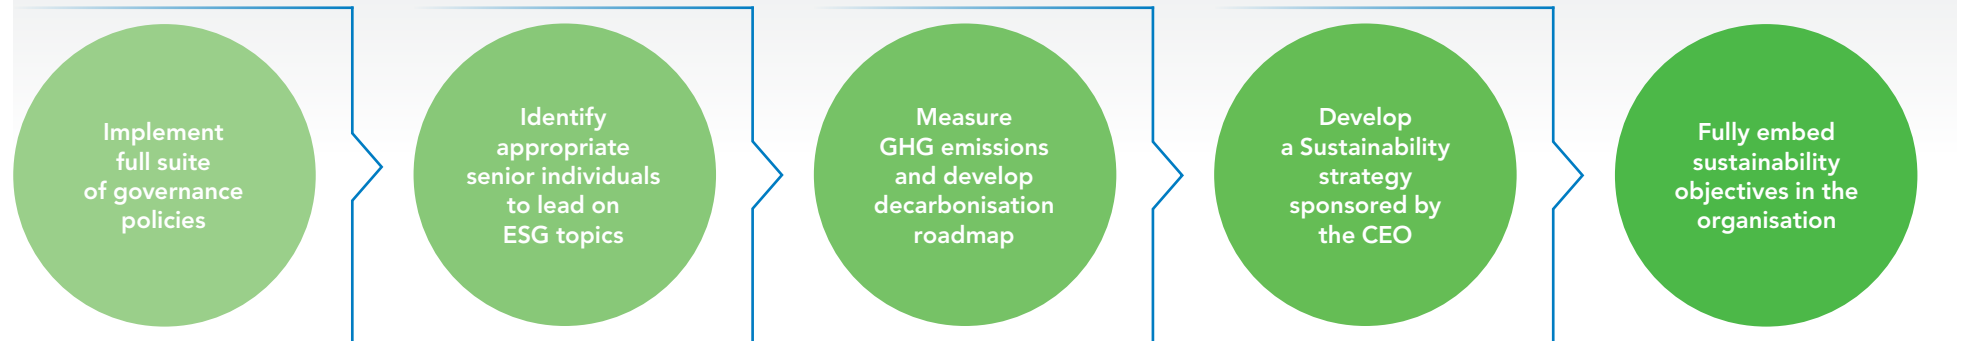 Implement
full suite
of governance
policies
Identify
appropriate
senior individuals
to lead on
ESG topics
Measure
GHG emissions
and develop
decarbonisation
roadmap
Develop
a Sustainability
strategy
sponsored by
the CEO
Fully embed
sustainability
objectives in the
organisation